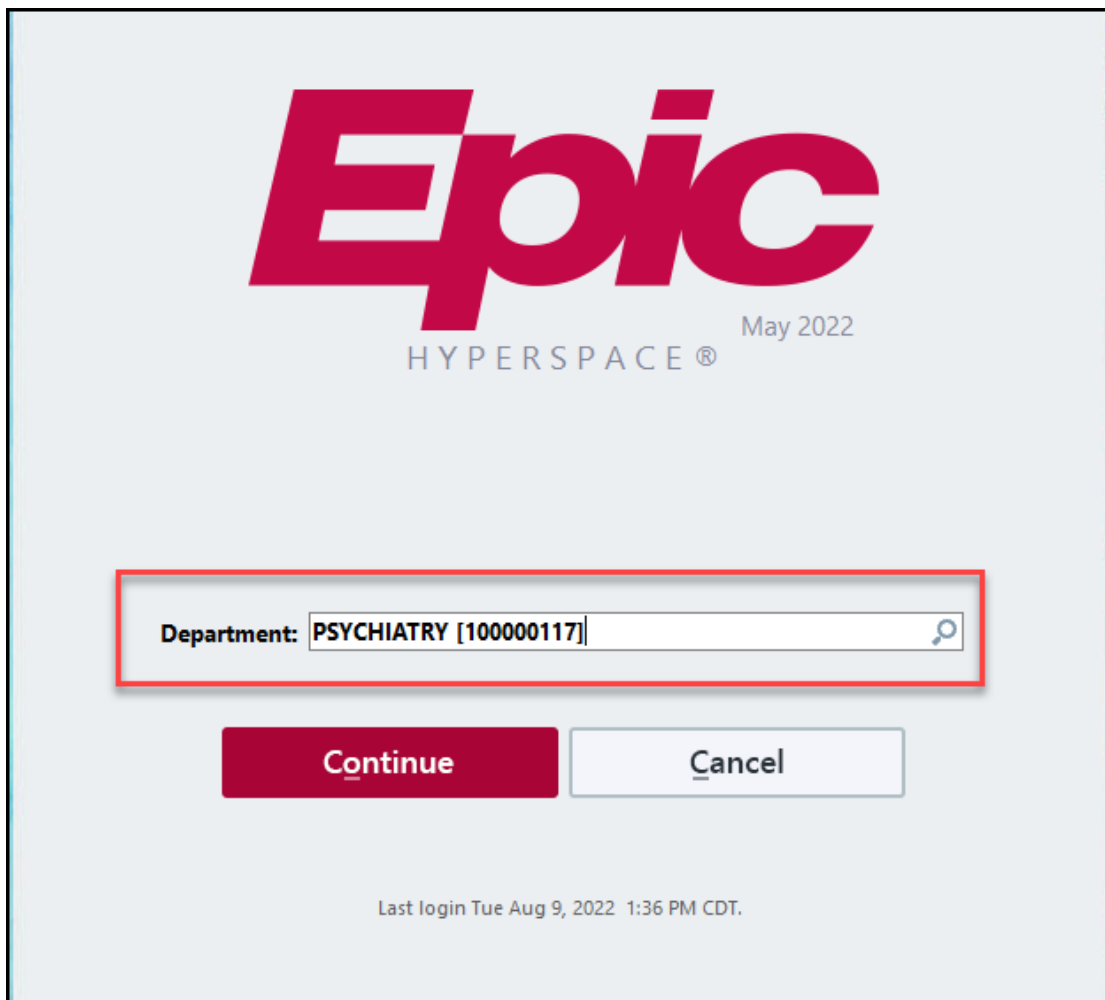 Epic
May 2022
HYPERSPACE®
Department: PSYCHIATRY [100000117]
Continue Cancel
Last login Tue Aug 9, 2022 1:36 PM CDT.